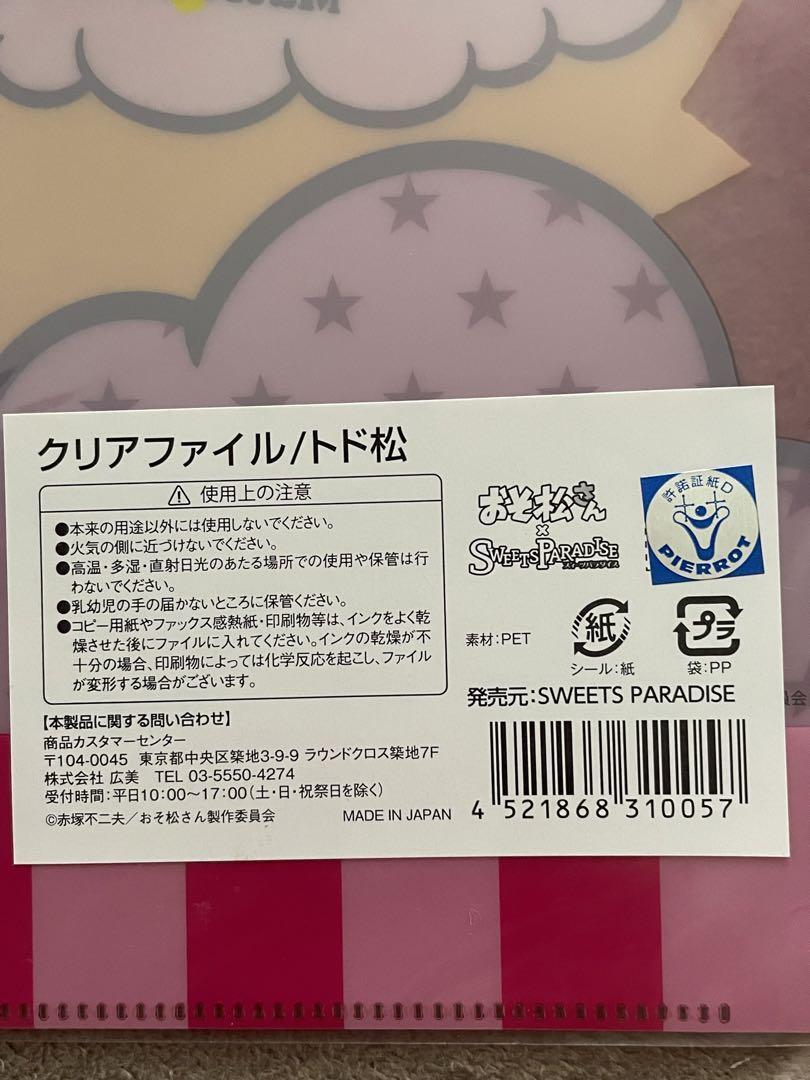 クリアファイル/トド松
⚠ 使用上の注意
●本来の用途以外には使用しないでください。
●火気の側に近づけないでください。
●高温・多湿・直射日光のあたる場所での使用や保管は行
わないでください。
●乳幼児の手の届かないところに保管ください。
●コピー用紙やファックス感熱紙・印刷物等は、インクをよく乾
燥させた後にファイルに入れてください。インクの乾燥が不
十分の場合、印刷物によっては化学反応を起こし、ファイル
が変形する場合がございます。
【本製品に関する問い合わせ】
商品カスタマーセンター
〒104-0045 東京都中央区築地3-9-9 ラウンドクロス築地7F
株式会社 広美 TEL 03-5550-4274
受付時間:平日10:00〜17:00(土・日・祝祭日を除く)
©赤塚不二夫/おそ松さん製作委員会 MADE IN JAPAN
おそ松さん
×
SWEETS PARADISE
スイーツパラダイス
許諾証紙D
PIERROT
素材:PET
紙
シール:紙
プラ
袋:PP
発売元:SWEETS PARADISE
4 521868 310057
員会